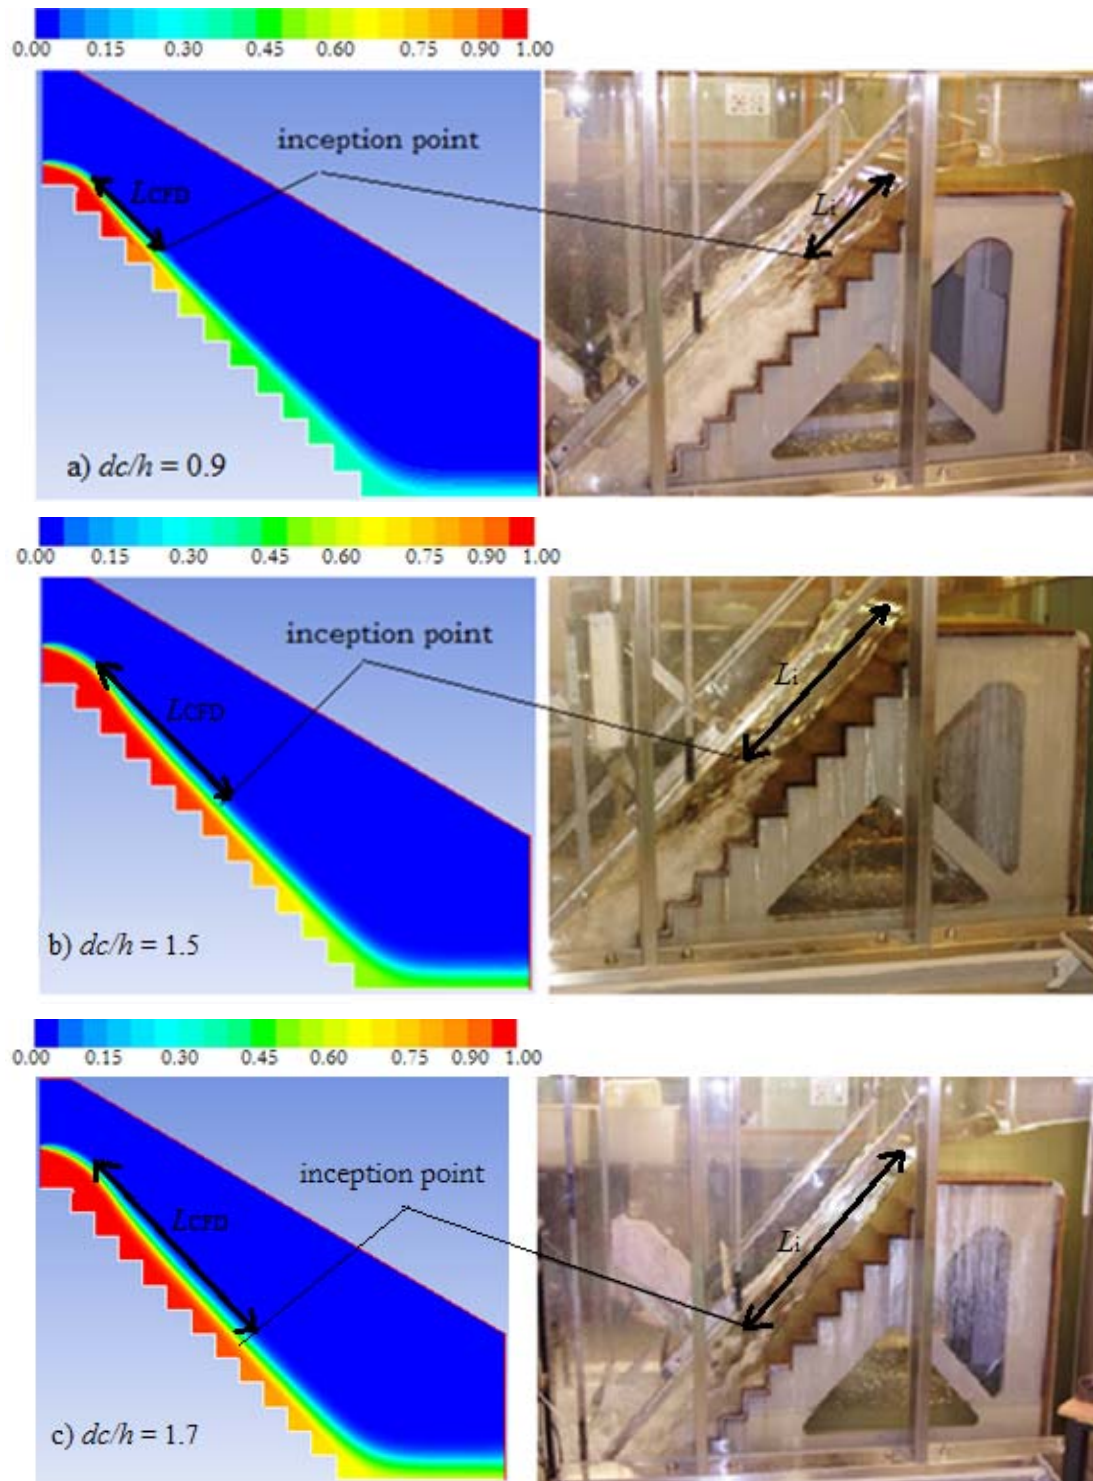 0.00 0.15 0.30 0.45 0.60 0.75 0.90 1.00
inception point
LCFD
Li
a) dc/h = 0.9
0.00 0.15 0.30 0.45 0.60 0.75 0.90 1.00
inception point
LCFD
Li
b) dc/h = 1.5
0.00 0.15 0.30 0.45 0.60 0.75 0.90 1.00
inception point
LCFD
Li
c) dc/h = 1.7